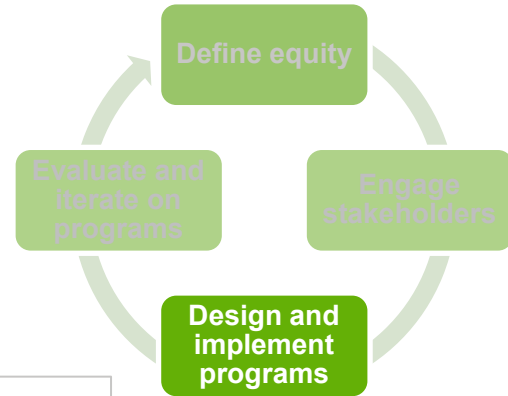 Define equity
Evaluate and
iterate on
programs
Engage
stakeholders
Design and
implement
programs